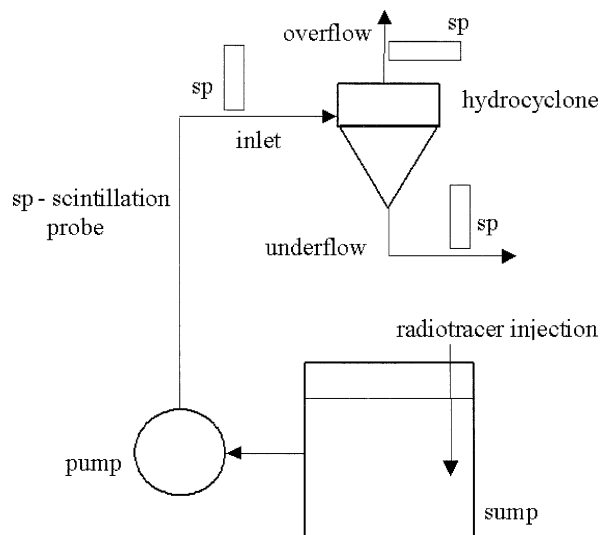 overflow
sp
sp
hydrocyclone
inlet
sp - scintillation
probe
sp
underflow
radiotracer injection
pump
sump